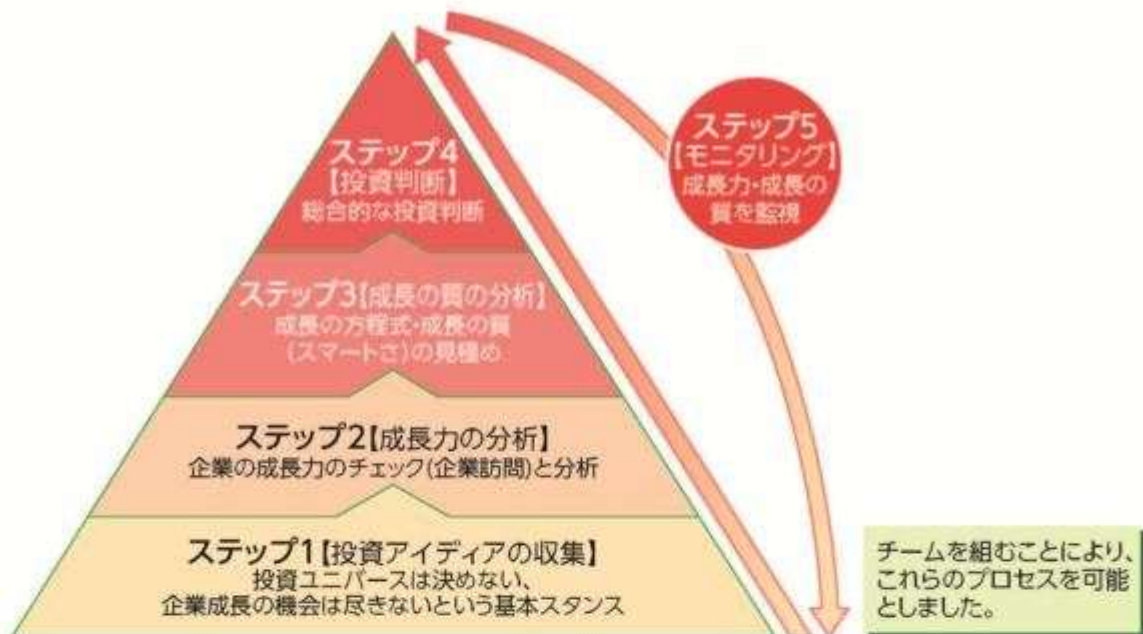 ステップ4
【投資判断】
総合的な投資判断
ステップ3【成長の質の分析】
成長の方程式・成長の質
(スマートさ)の見極め
ステップ2【成長力の分析】
企業の成長力のチェック(企業訪問)と分析
ステップ1【投資アイディアの収集】
投資ユニバースは決めない、
企業成長の機会は尽きないという基本スタンス
ステップ5
【モニタリング】
成長力・成長の
質を監視
チームを組むことにより、
これらのプロセスを可能
としました。